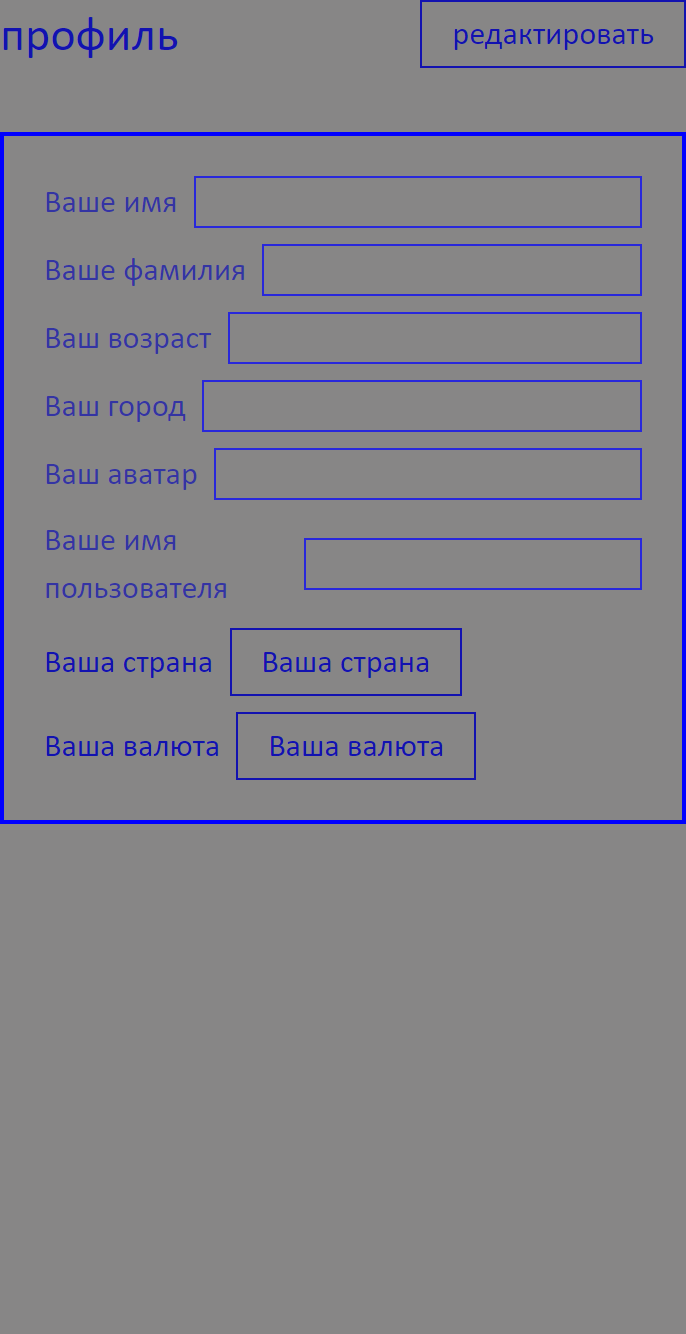 профиль
редактировать
Ваше имя
Ваше фамилия
Ваш возраст
Ваш город
Ваш аватар
Ваше имя
пользователя
Ваша страна Ваша страна
Ваша валюта Ваша валюта